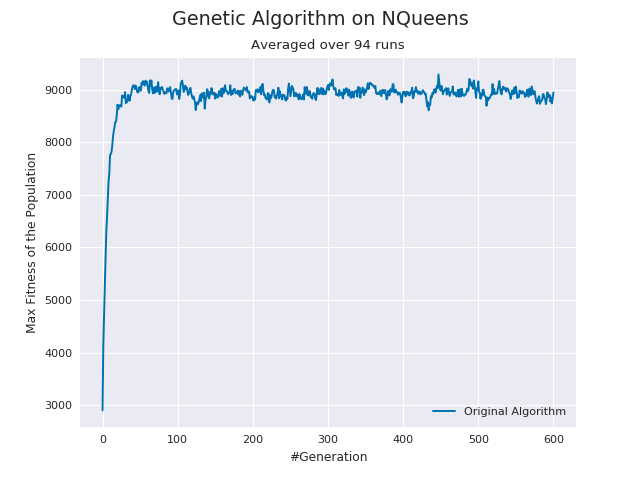 Genetic Algorithm on NQueens
Averaged over 94 runs
Max Fitness of the Population
9000
8000
7000
6000
5000
4000
3000
Original Algorithm
0 100 200 300 400 500 600
#Generation